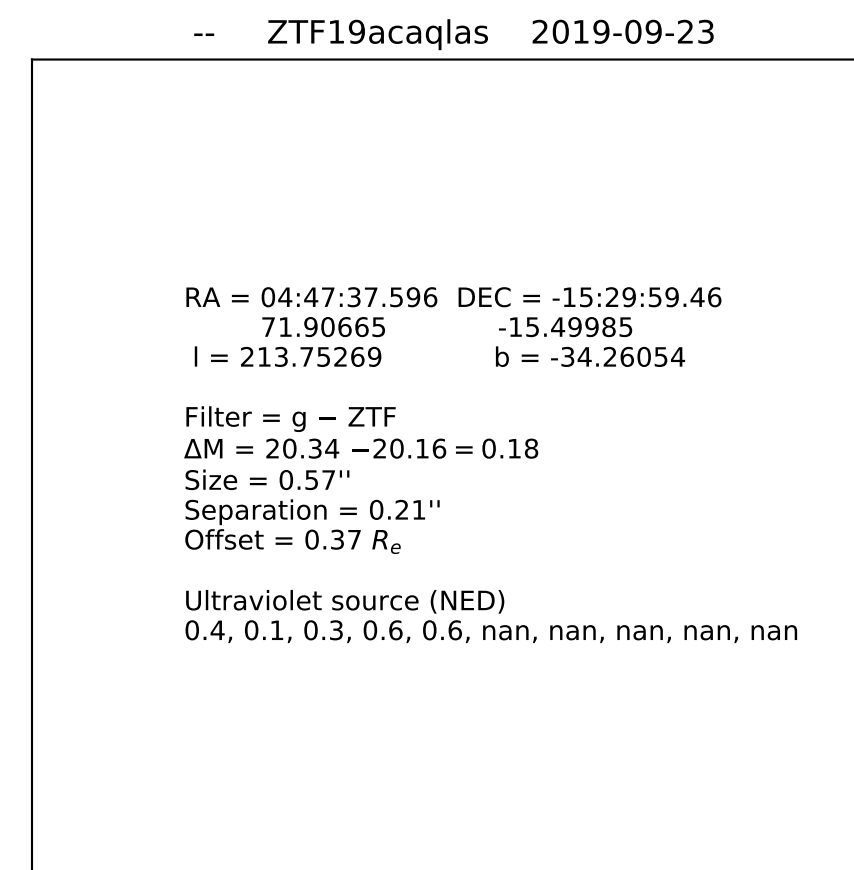 -- ZTF19acaqlas 2019-09-23
RA = 04:47:37.596 DEC = -15:29:59.46
71.90665 -15.49985
l = 213.75269 b = -34.26054
Filter = g − ZTF
ΔM = 20.34 −20.16 = 0.18
Size = 0.57''
Separation = 0.21''
Offset = 0.37 Re
Ultraviolet source (NED)
0.4, 0.1, 0.3, 0.6, 0.6, nan, nan, nan, nan, nan